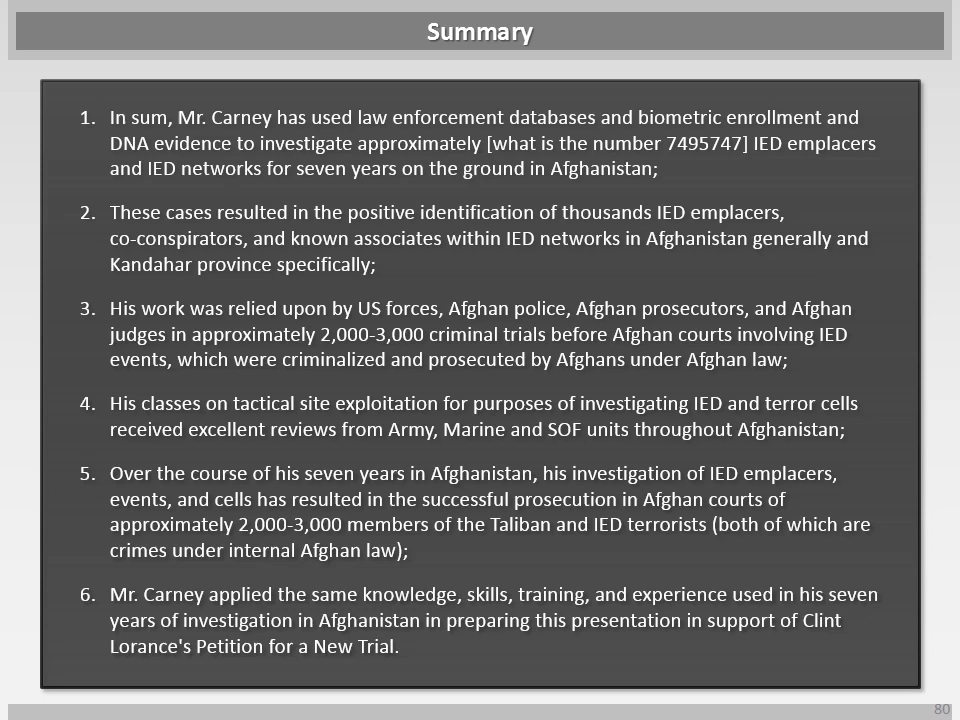 Summary
1. In sum, Mr. Carney has used law enforcement databases and biometric enrollment and
DNA evidence to investigate approximately [what is the number 7495747] IED emplacers
and IED networks for seven years on the ground in Afghanistan;
2. These cases resulted in the positive identification of thousands IED emplacers,
co-conspirators, and known associates within IED networks in Afghanistan generally and
Kandahar province specifically;
3. His work was relied upon by US forces, Afghan police, Afghan prosecutors, and Afghan
judges in approximately 2,000-3,000 criminal trials before Afghan courts involving IED
events, which were criminalized and prosecuted by Afghans under Afghan law;
4. His classes on tactical site exploitation for purposes of investigating IED and terror cells
received excellent reviews from Army, Marine and SOF units throughout Afghanistan;
5. Over the course of his seven years in Afghanistan, his investigation of IED emplacers,
events, and cells has resulted in the successful prosecution in Afghan courts of
approximately 2,000-3,000 members of the Taliban and IED terrorists (both of which are
crimes under internal Afghan law);
6. Mr. Carney applied the same knowledge, skills, training, and experience used in his seven
years of investigation in Afghanistan in preparing this presentation in support of Clint
Lorance's Petition for a New Trial.
80